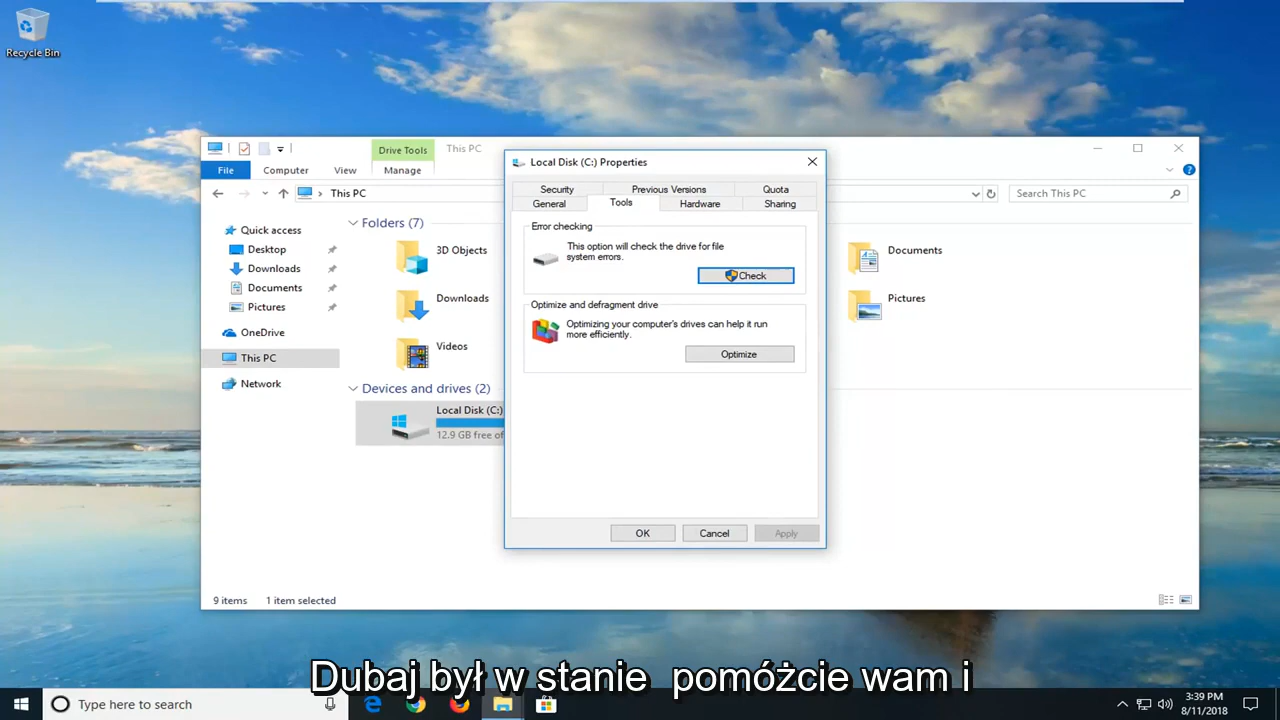 Recycle Bin
Drive Tools
This PC
File
Computer
View
Manage
This PC
Search This PC
Quick access
Desktop
Downloads
Documents
Pictures
OneDrive
This PC
Network
Folders (7)
3D Objects
Downloads
Videos
Documents
Pictures
Devices and drives (2)
Local Disk (C:)
12.9 GB free of
9 items
1 item selected
Local Disk (C:) Properties
Security
Previous Versions
Quota
General
Tools
Hardware
Sharing
Error checking
This option will check the drive for file
system errors.
Check
Optimize and defragment drive
Optimizing your computer's drives can help it run
more efficiently.
Optimize
OK
Cancel
Apply
Dubaj był w stanie pomóżcie wam i
Type here to search
3:39 PM
8/11/2018